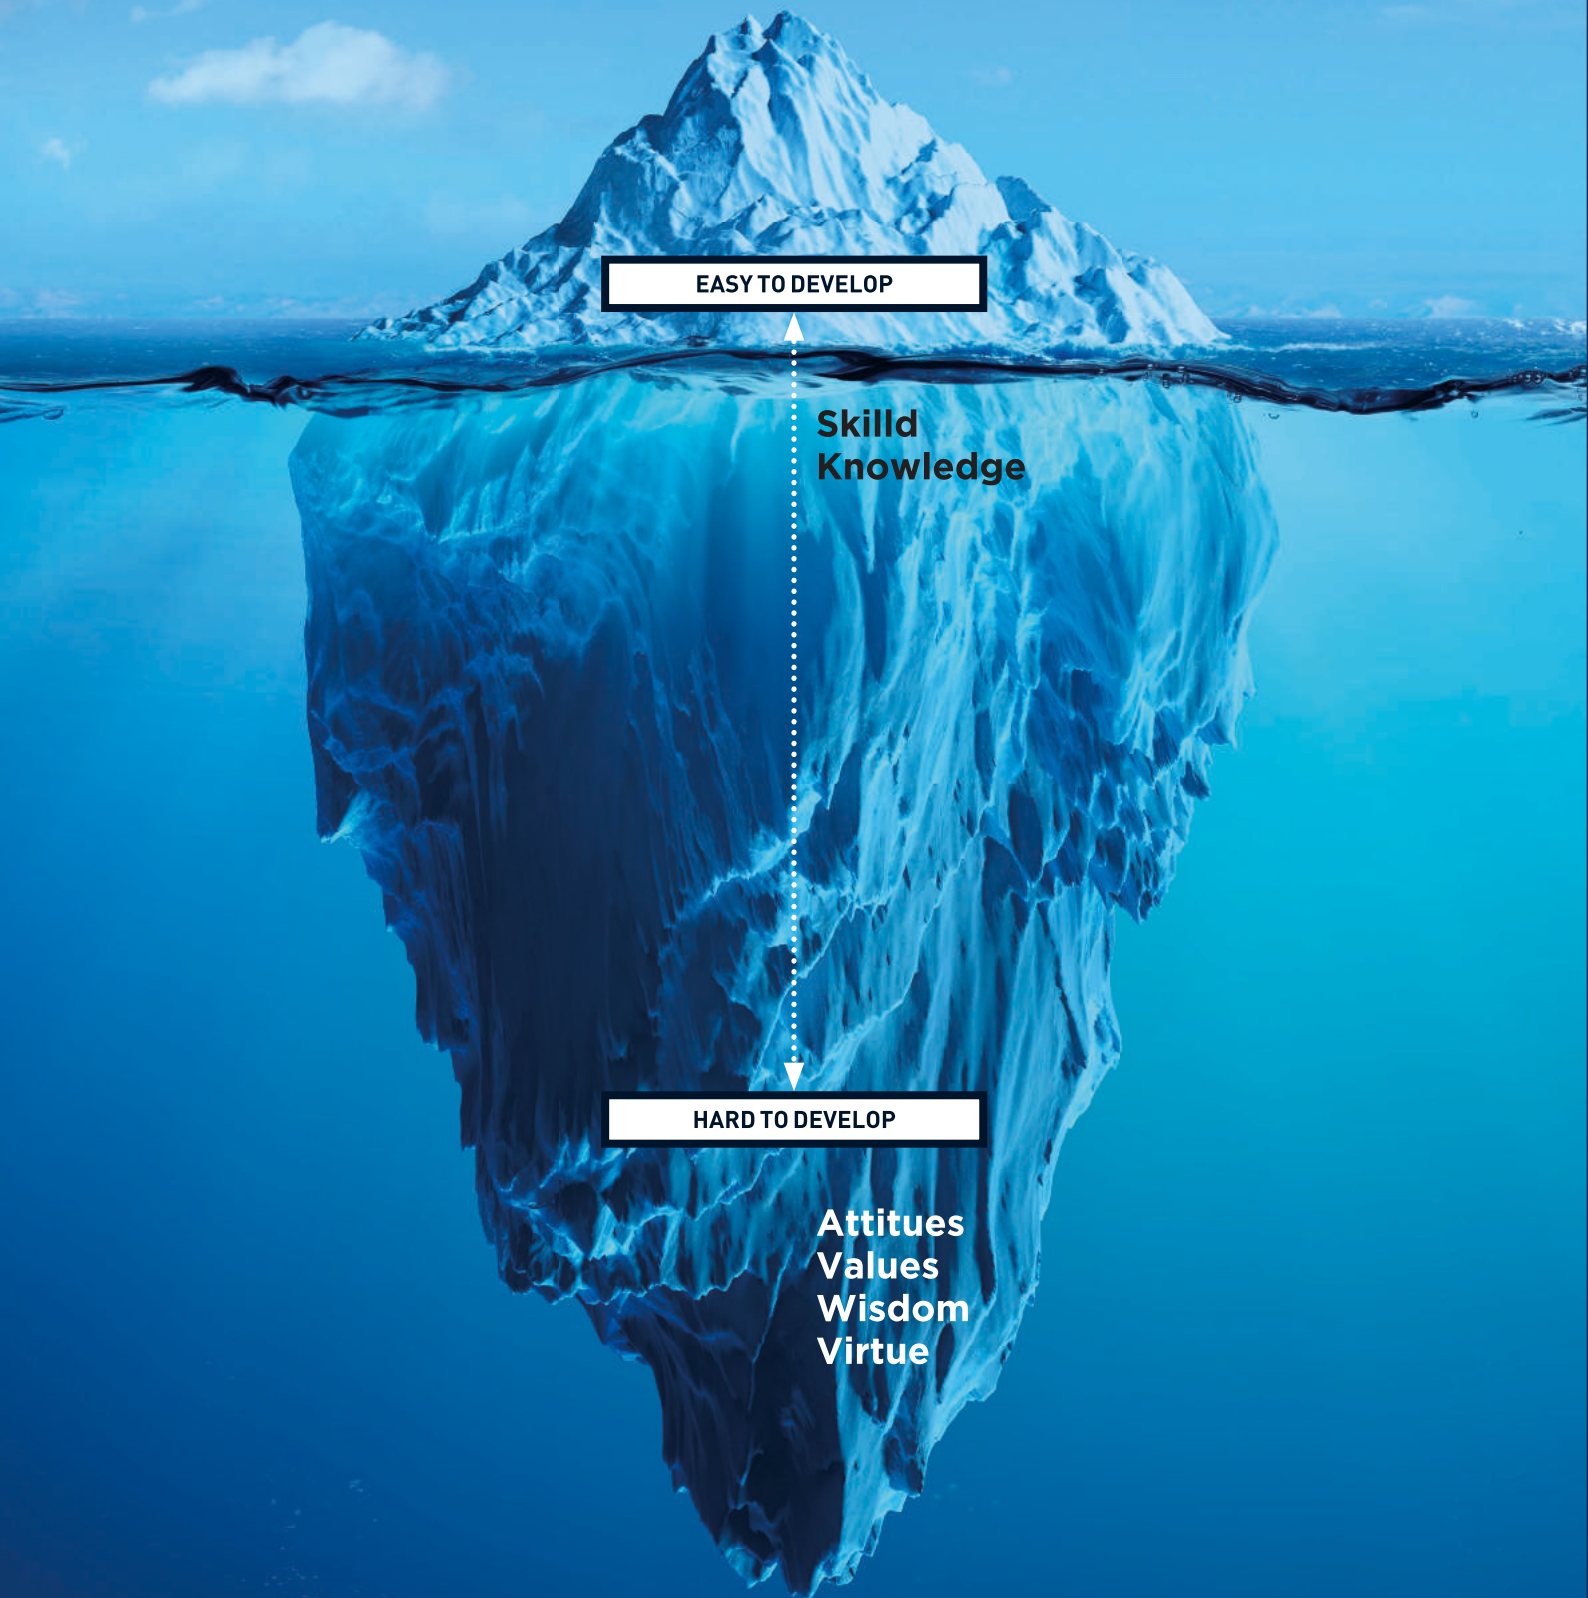 EASY TO DEVELOP
Skilld
Knowledge
HARD TO DEVELOP
Attitues
Values
Wisdom
Virtue